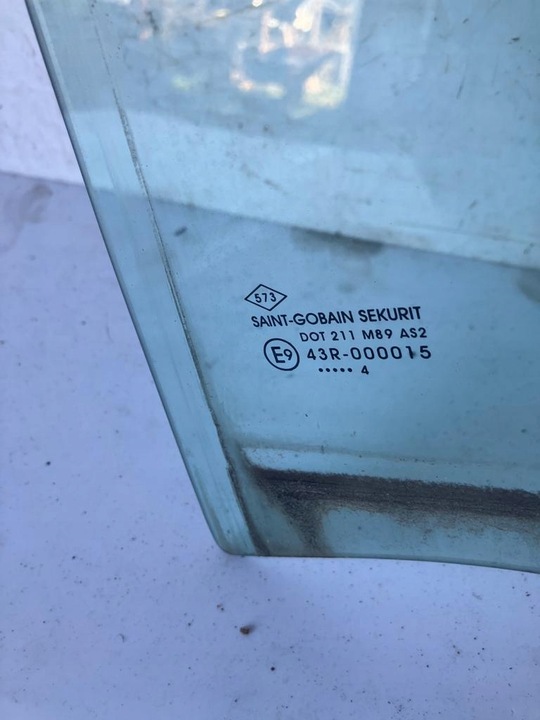 573
SAINT-GOBAIN SEKURIT
DOT 211 M89 AS2
E9 43R-000015
••••• 4